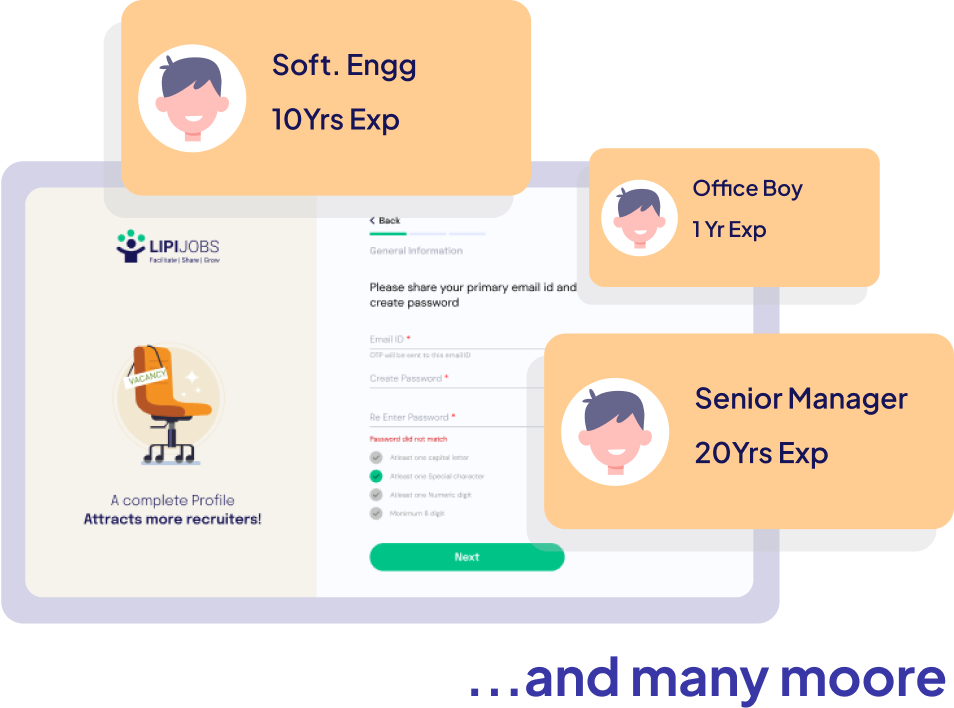 Soft. Engg
10Yrs Exp
Office Boy
1 Yr Exp
Back
General Information
LIPIJOBS
Facilitate | Share | Grow
Please share your primary email id and
create password
Email ID *
OTP will be sent to this email ID
Create Password *
Re Enter Password *
Password did not match
Atleast one capital letter
Atleast one Special character
Atleast one Numeric digit
Minimum 8 digit
Next
VACANCY
A complete Profile
Attracts more recruiters!
Senior Manager
20Yrs Exp
...and many moore